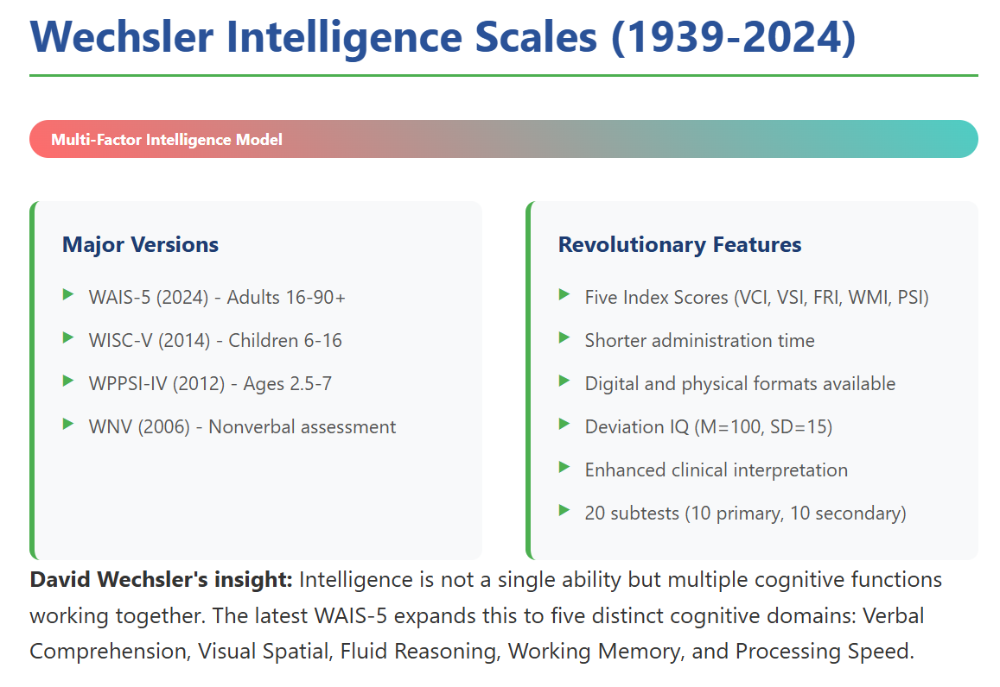 Wechsler Intelligence Scales (1939-2024)
Multi-Factor Intelligence Model
Major Versions
WAIS-5 (2024) - Adults 16-90+
WISC-V (2014) - Children 6-16
WPPSI-IV (2012) - Ages 2.5-7
WNV (2006) - Nonverbal assessment
Revolutionary Features
Five Index Scores (VCI, VSI, FRI, WMI, PSI)
Shorter administration time
Digital and physical formats available
Deviation IQ (M=100, SD=15)
Enhanced clinical interpretation
20 subtests (10 primary, 10 secondary)
David Wechsler's insight: Intelligence is not a single ability but multiple cognitive functions
working together. The latest WAIS-5 expands this to five distinct cognitive domains: Verbal
Comprehension, Visual Spatial, Fluid Reasoning, Working Memory, and Processing Speed.